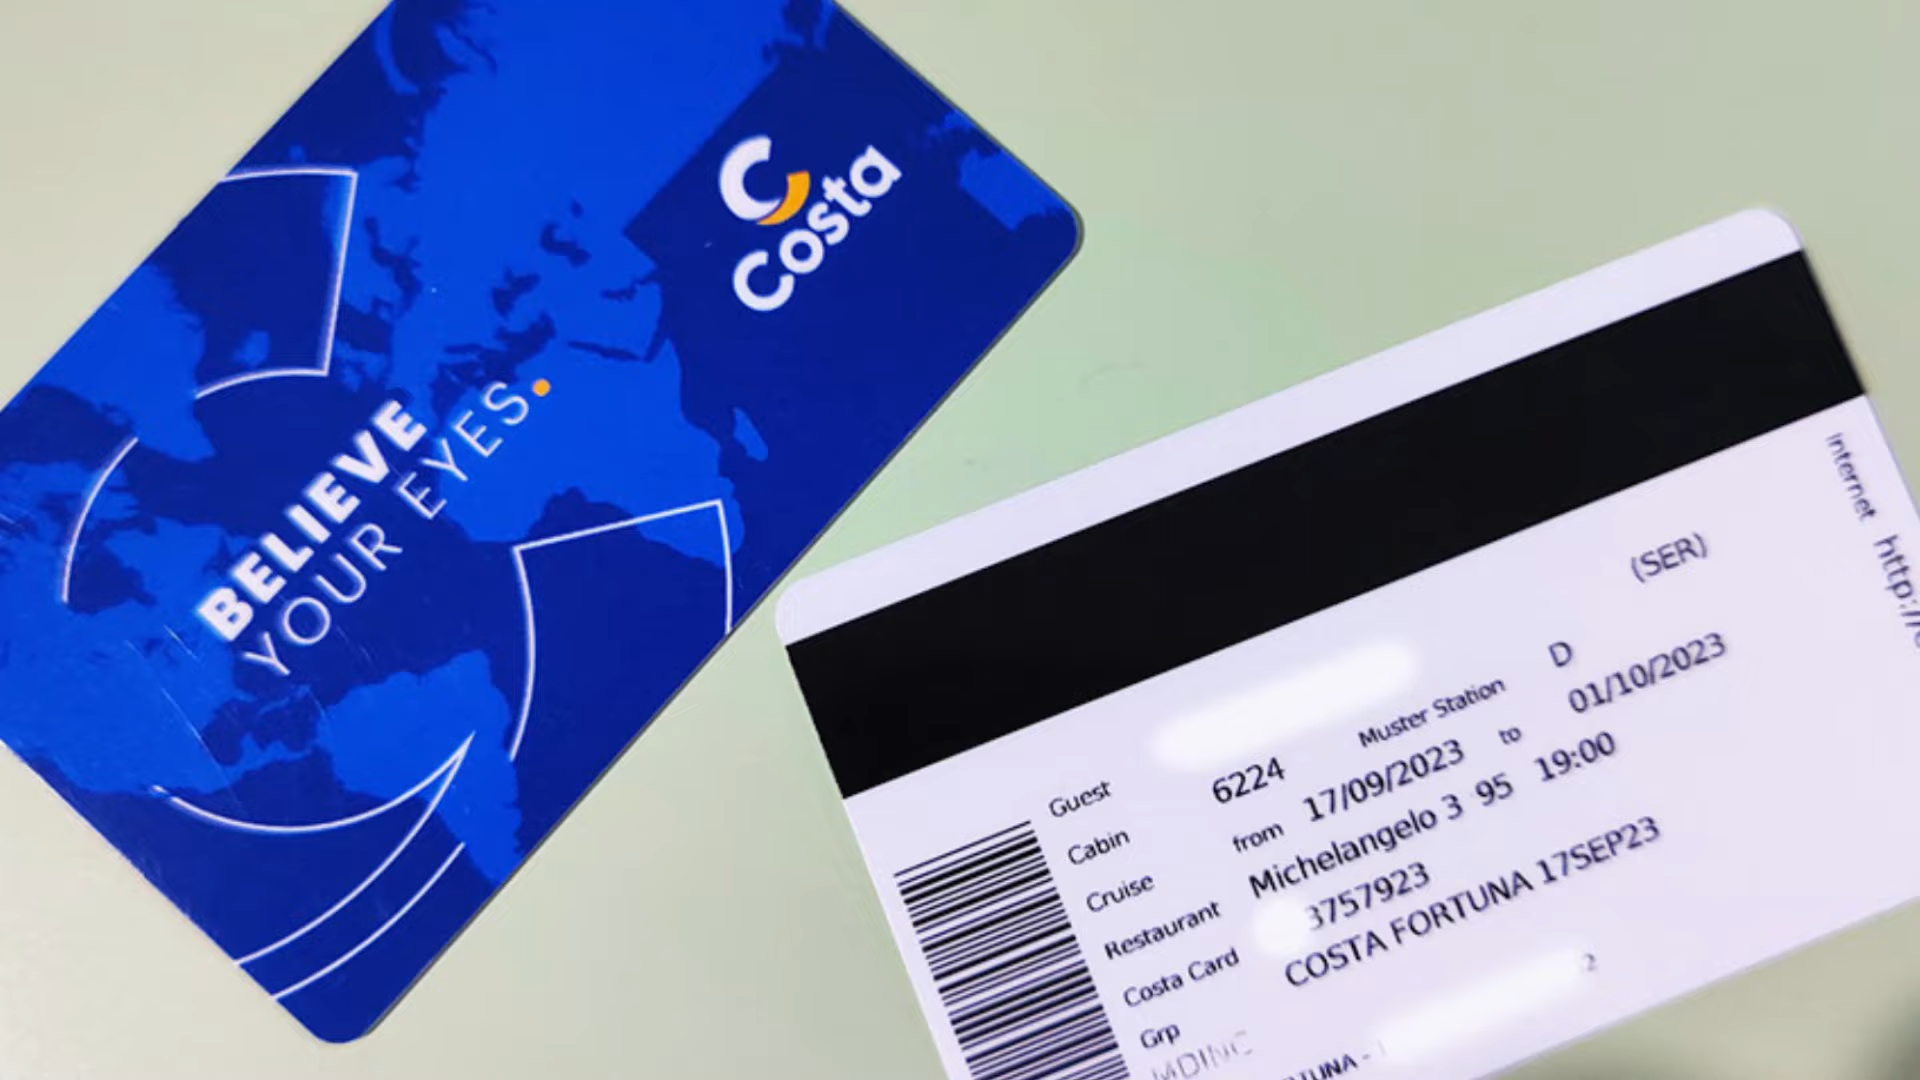 Costa
BELIEVE
YOUR EYES.
(SER)
Guest
Cabin 6224 Muster Station D
Cruise from 17/09/2023 to 01/10/2023
Restaurant Michelangelo 3 95 19:00
Costa Card 3757923
Grp COSTA FORTUNA 17SEP23
2
Internet http://